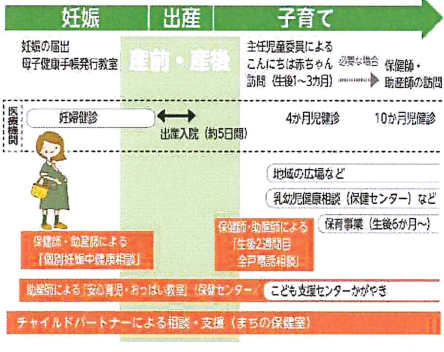 妊娠
出産
子育て
妊娠の届出
母子健康手帳発行教室
産前・産後
主任児童委員による
こんにちは赤ちゃん
訪問（生後1〜3カ月）
必要な場合
保健師・
助産師の訪問
医療機関
妊婦健診
出産入院（約5日間）
4か月児健診
10か月児健診
地域の広場など
乳幼児健康相談（保健センター）など
保育事業（生後6か月〜）
保健師・助産師による
「個別妊娠中健康相談」
保健師・助産師による
「生後2週間目
全戸電話相談」
助産師による「安心育児・おっぱい教室」（保健センター／
こども支援センターかがやき）
チャイルドパートナーによる相談・支援（まちの保健室）